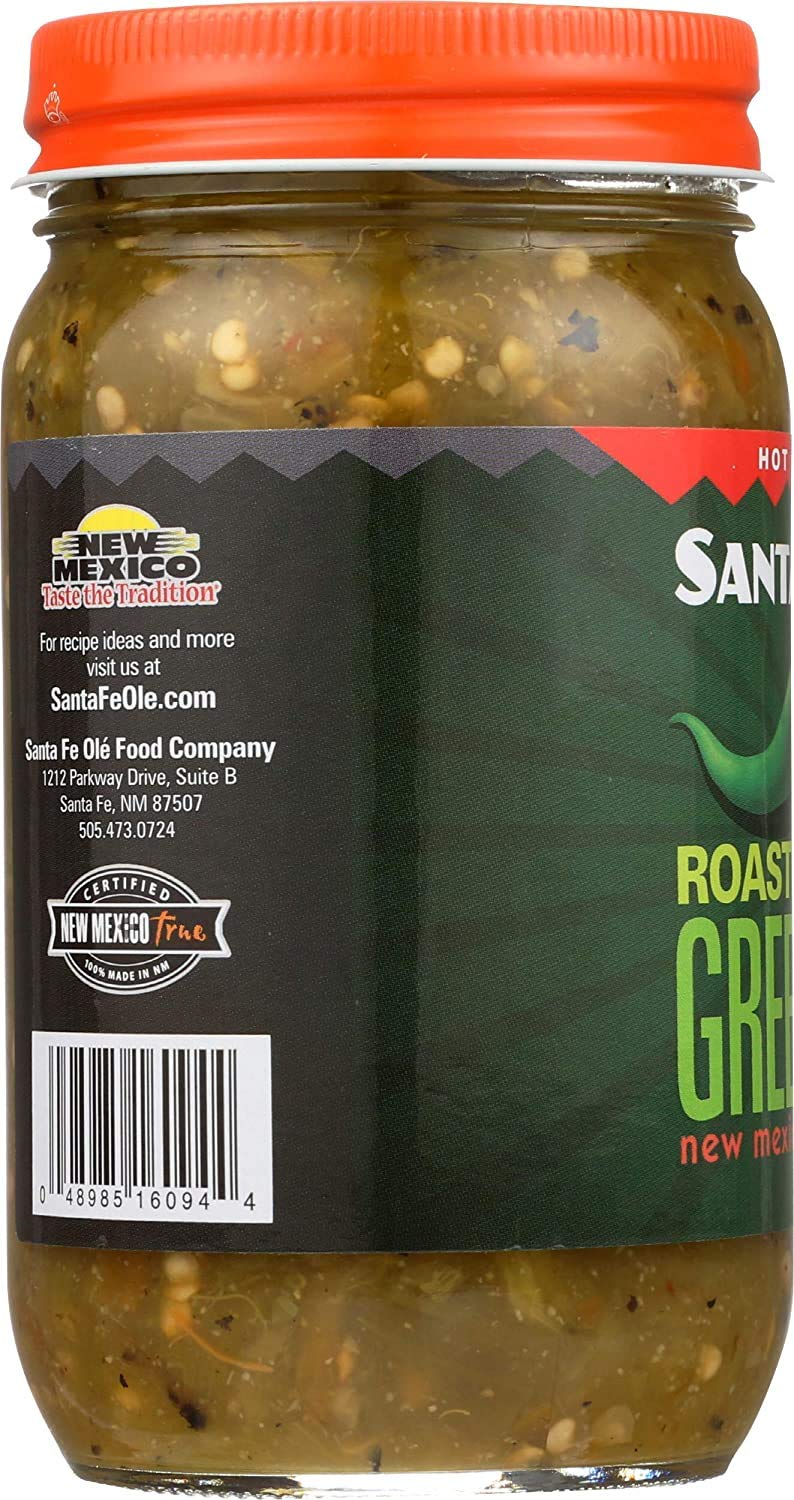 NEW
MEXICO
Taste the Tradition®
For recipe ideas and more
visit us at
SantaFeOle.com
Santa Fe Olé Food Company
1212 Parkway Drive, Suite B
Santa Fe, NM 87507
505.473.0724
CERTIFIED
NEW MEXICO True
100% MADE IN NM
0 48985 16094 4
HOT
SANT
ROAST
GREE
new mexi